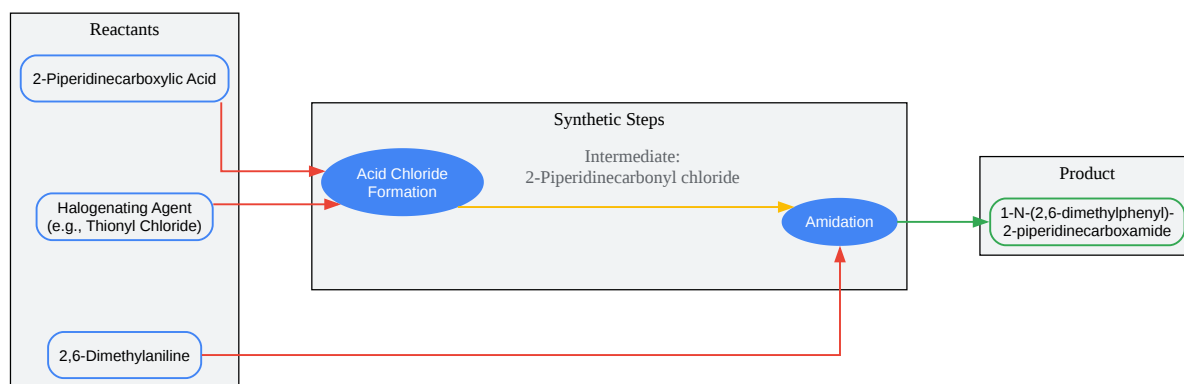 Reactants
2-Piperidinecarboxylic Acid
Halogenating Agent
(e.g., Thionyl Chloride)
2,6-Dimethylaniline
Synthetic Steps
Acid Chloride
Formation
Intermediate:
2-Piperidinecarbonyl chloride
Amidation
Product
1-N-(2,6-dimethylphenyl)-
2-piperidinecarboxamide